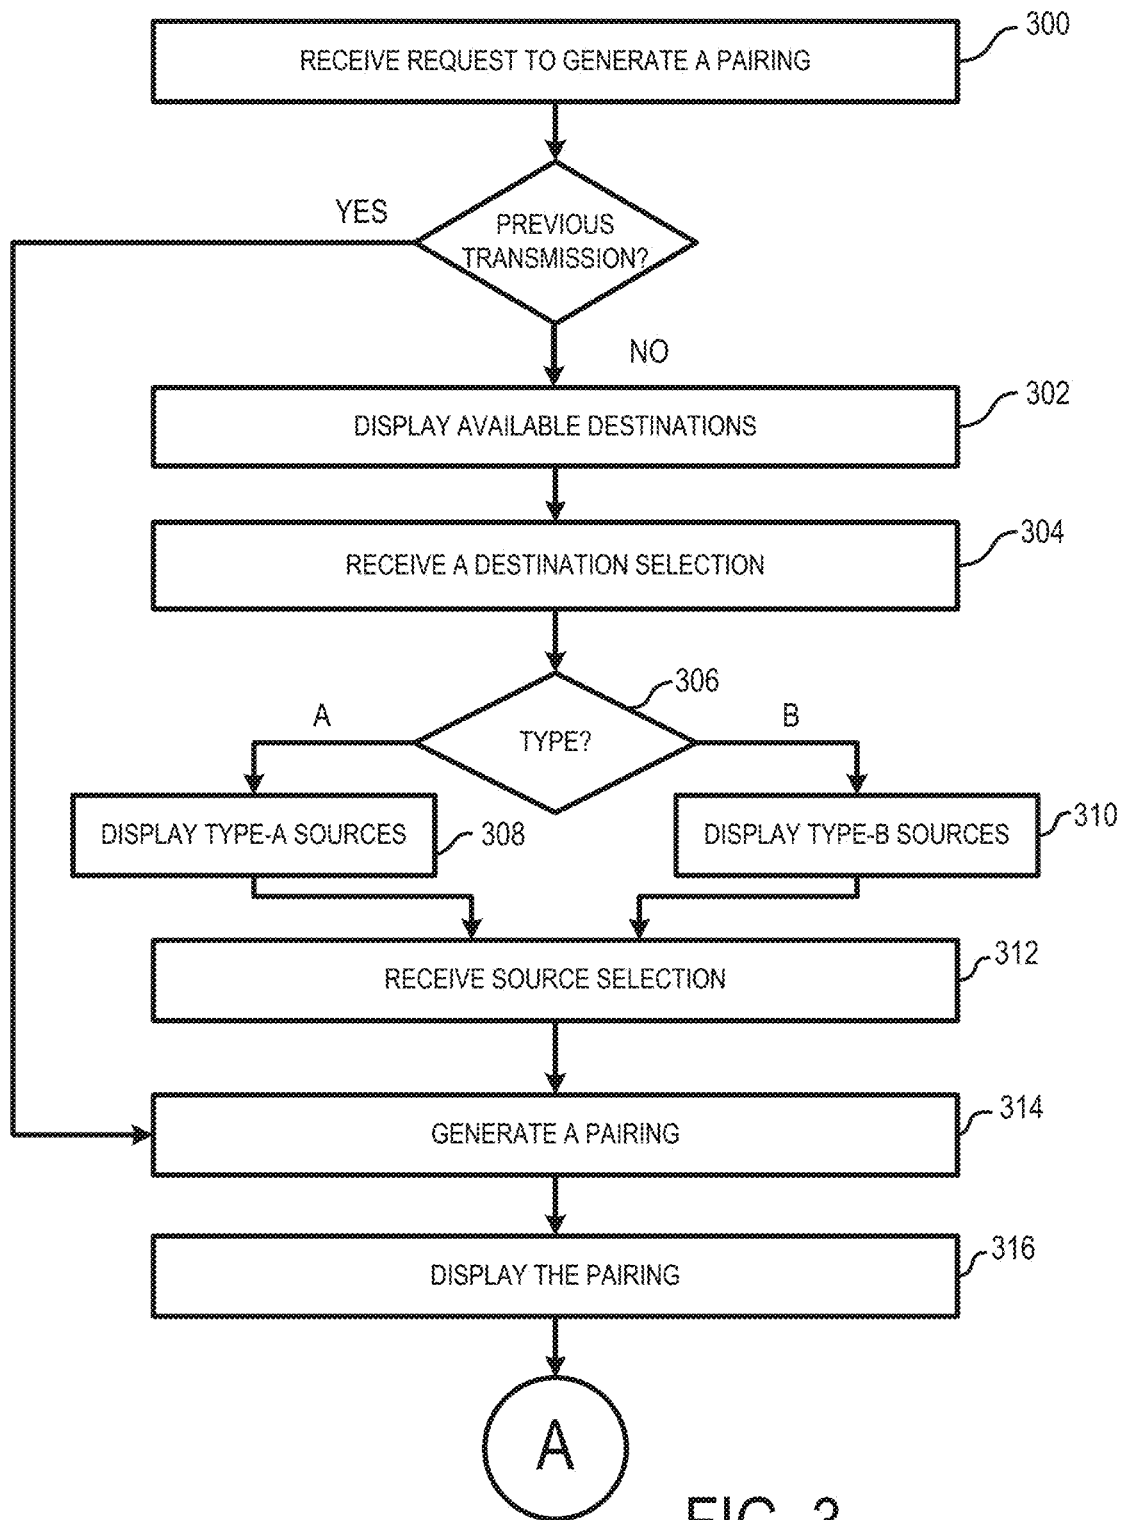 300
RECEIVE REQUEST TO GENERATE A PAIRING
YES
PREVIOUS
TRANSMISSION?
NO
302
DISPLAY AVAILABLE DESTINATIONS
304
RECEIVE A DESTINATION SELECTION
306
A
B
TYPE?
DISPLAY TYPE-A SOURCES
308
DISPLAY TYPE-B SOURCES
310
312
RECEIVE SOURCE SELECTION
314
GENERATE A PAIRING
316
DISPLAY THE PAIRING
A
FIG. 3